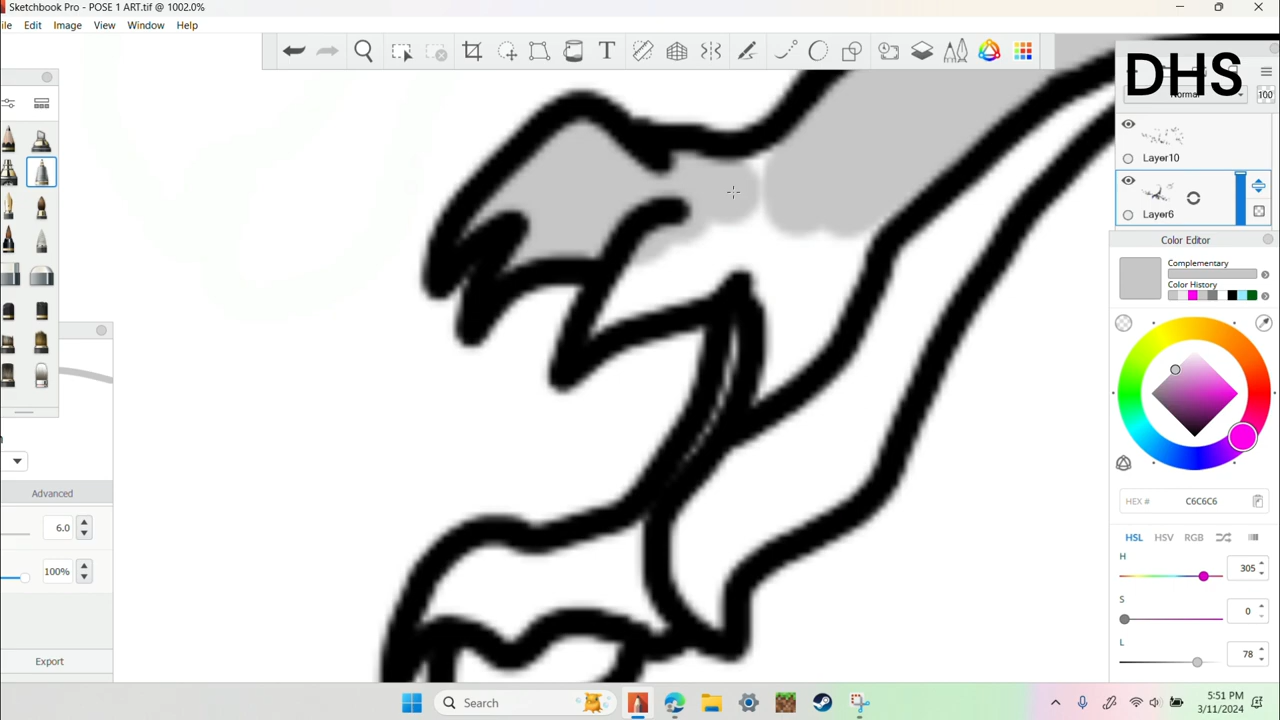 Sketchbook Pro - POSE 1 ART.tif @ 1002.0%
ile Edit Image View Window Help
DHS
Normal
100
Layer10
Layer6
Color Editor
Complementary
Color History
HEX # C6C6C6
HSL HSV RGB
H 305
S 0
L 78
Advanced
6.0
100%
Export
Search
5:51 PM
3/11/2024